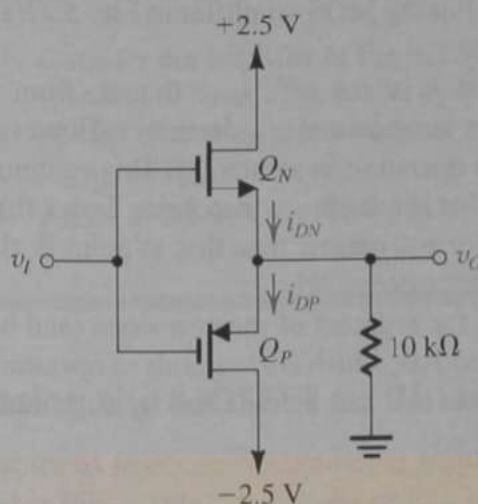 +2.5 V
Q_N
i_DN
v_I
v_O
i_DP
Q_P
10 kΩ
−2.5 V